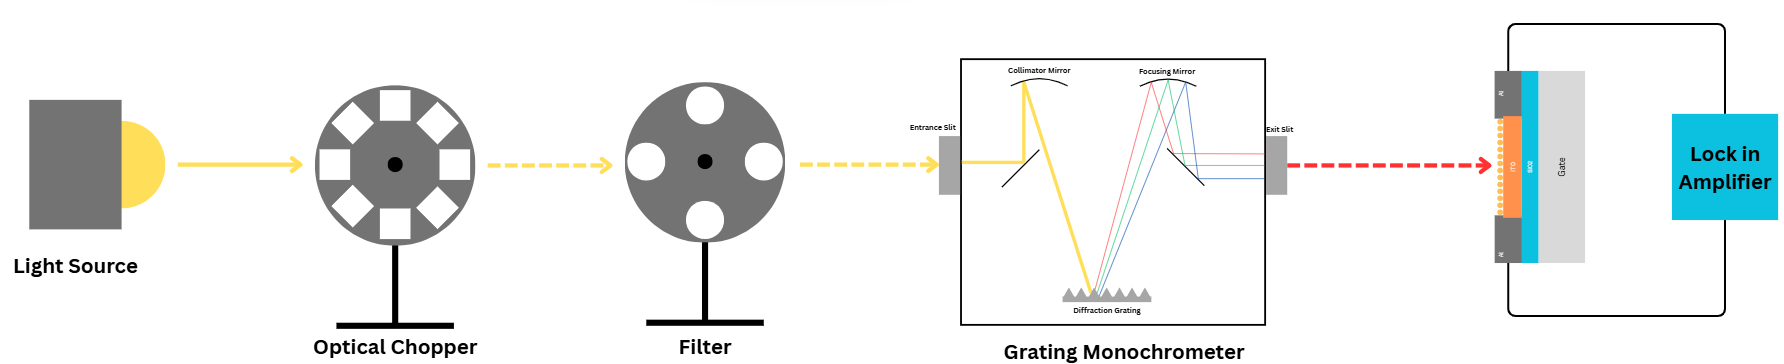 Light Source
Optical Chopper
Filter
Entrance Slit
Collimator Mirror
Focusing Mirror
Exit Slit
Diffraction Grating
Grating Monochrometer
Al
ITO
SiO2
Gate
Al
Lock in
Amplifier